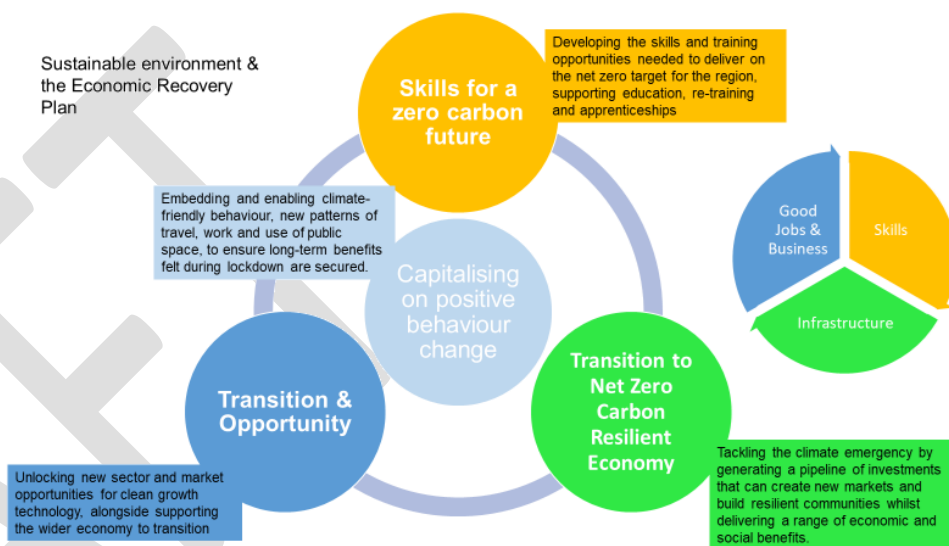 Sustainable environment &
the Economic Recovery
Plan
Skills for a
zero carbon
future
Developing the skills and training
opportunities needed to deliver on
the net zero target for the region,
supporting education, re-training
and apprenticeships
Embedding and enabling climate-
friendly behaviour, new patterns of
travel, work and use of public
space, to ensure long-term benefits
felt during lockdown are secured.
Capitalising
on positive
behaviour
change
Good
Jobs &
Business
Skills
Infrastructure
Transition &
Opportunity
Transition to
Net Zero
Carbon
Resilient
Economy
Unlocking new sector and market
opportunities for clean growth
technology, alongside supporting
the wider economy to transition
Tackling the climate emergency by
generating a pipeline of investments
that can create new markets and
build resilient communities whilst
delivering a range of economic and
social benefits.